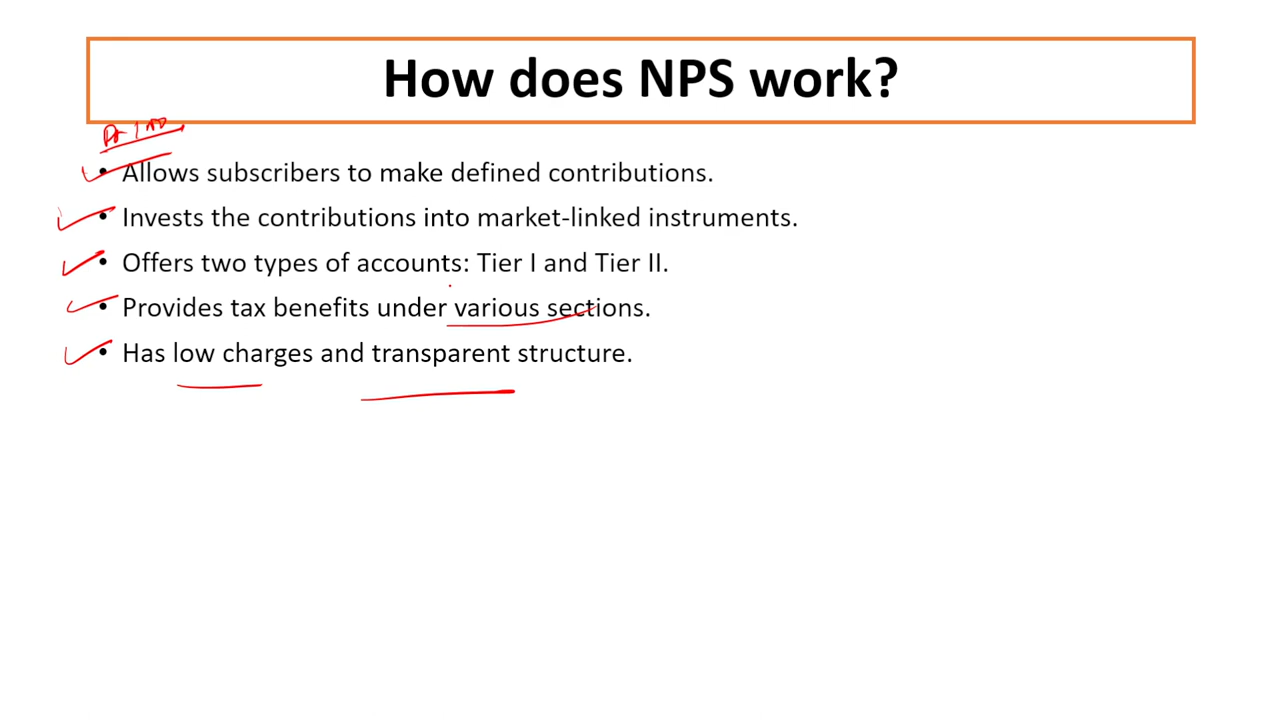 How does NPS work?
• Allows subscribers to make defined contributions.
• Invests the contributions into market-linked instruments.
• Offers two types of accounts: Tier I and Tier II.
• Provides tax benefits under various sections.
• Has low charges and transparent structure.